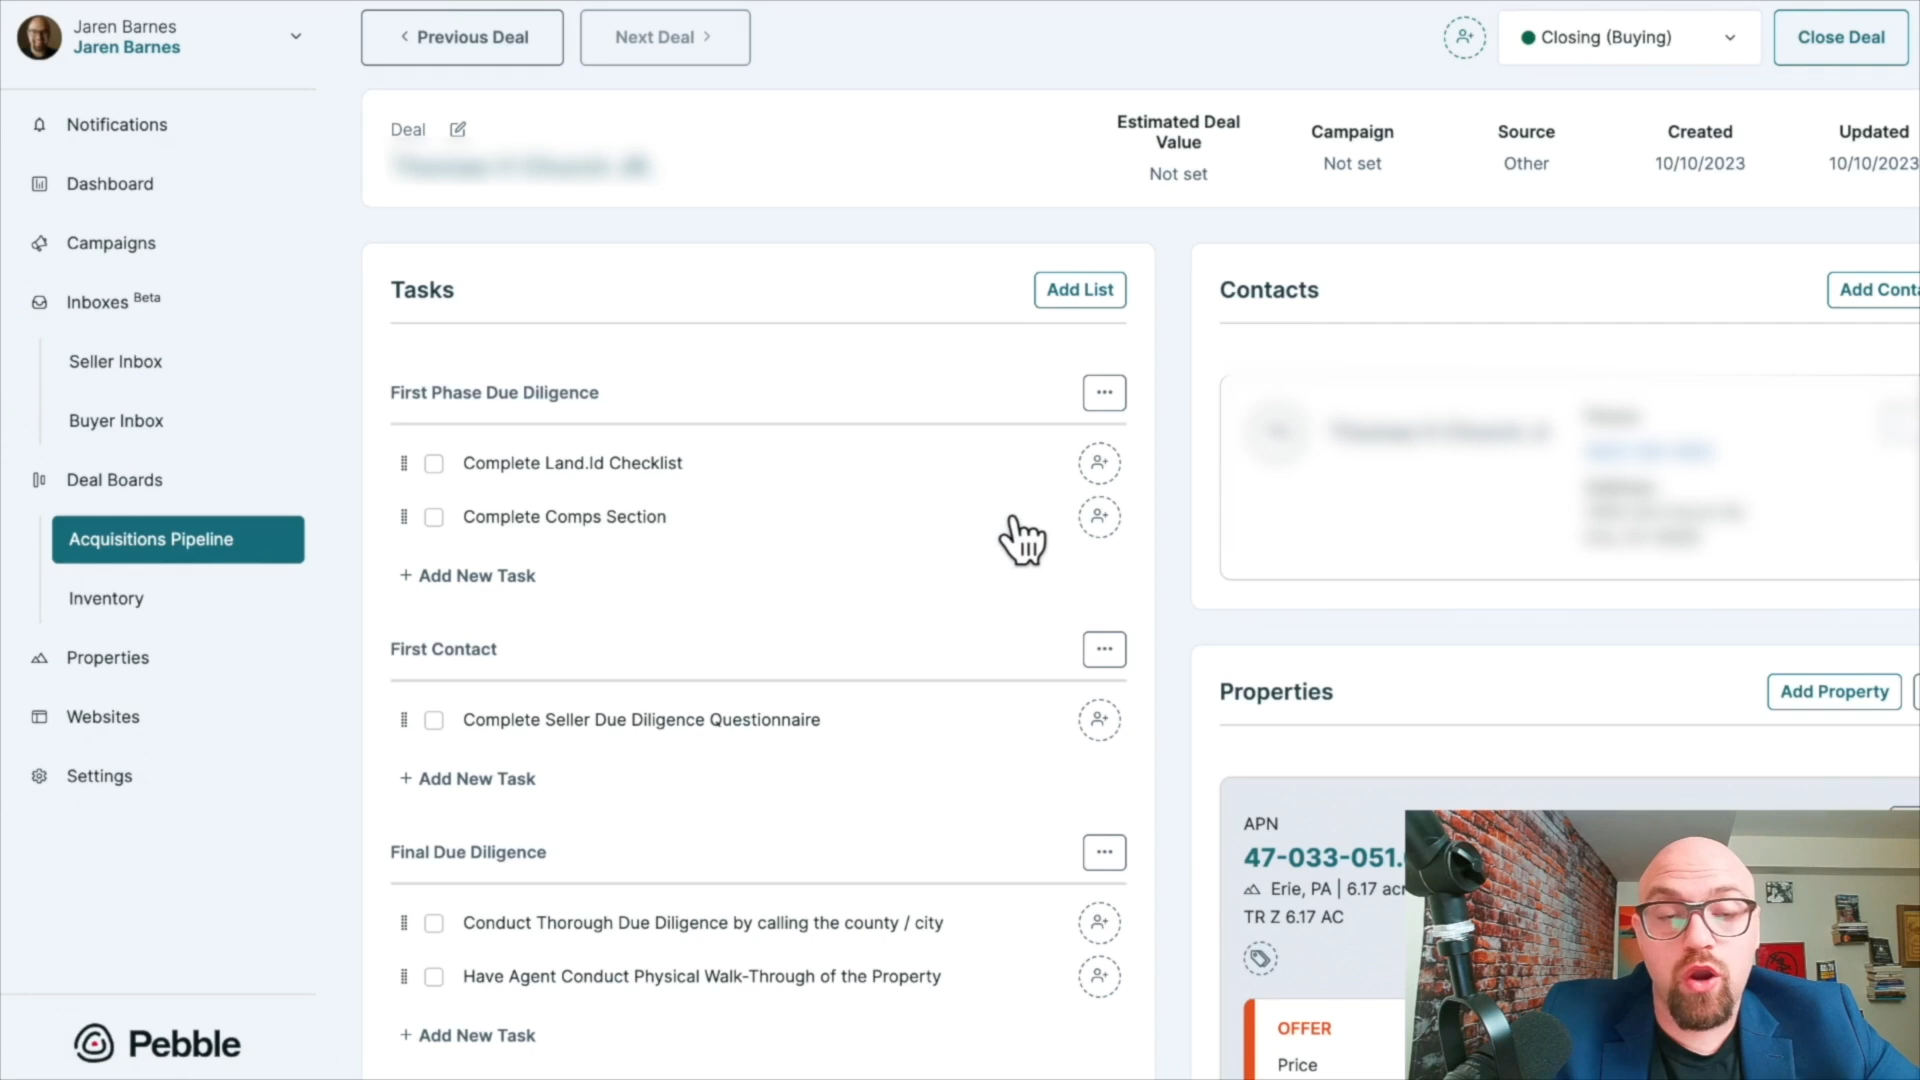 Jaren Barnes
Jaren Barnes
Previous Deal
Next Deal
Closing (Buying)
Close Deal
Notifications
Dashboard
Campaigns
Inboxes Beta
Seller Inbox
Buyer Inbox
Deal Boards
Acquisitions Pipeline
Inventory
Properties
Websites
Settings
Pebble
Deal
Estimated Deal
Value
Not set
Campaign
Not set
Source
Other
Created
10/10/2023
Updated
10/10/2023
Tasks
Add List
First Phase Due Diligence
Complete Land.Id Checklist
Complete Comps Section
+ Add New Task
First Contact
Complete Seller Due Diligence Questionnaire
+ Add New Task
Final Due Diligence
Conduct Thorough Due Diligence by calling the county / city
Have Agent Conduct Physical Walk-Through of the Property
+ Add New Task
Contacts
Add Conta
Properties
Add Property
APN
47-033-051.
Erie, PA | 6.17 acr
TR Z 6.17 AC
OFFER
Price